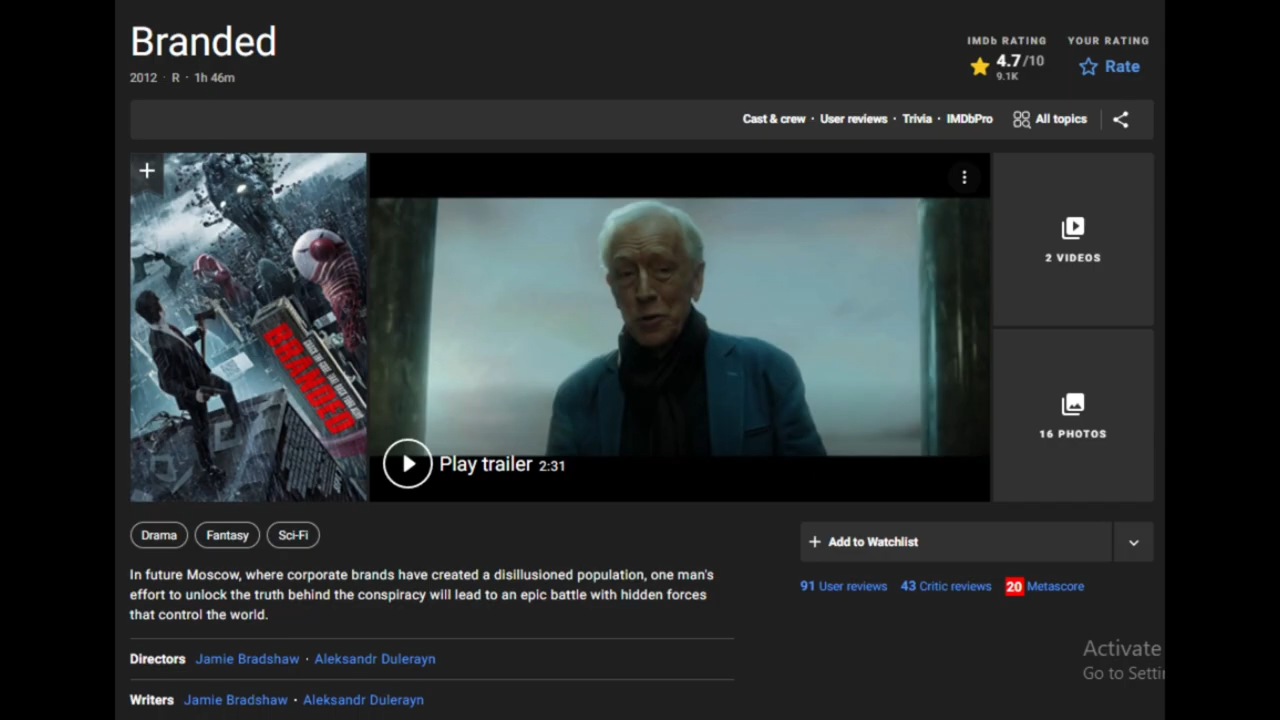 Branded
2012 · R · 1h 46m
IMDb RATING
4.7/10
9.1K
YOUR RATING
Rate
Cast & crew · User reviews · Trivia · IMDbPro
All topics
BRANDED
Play trailer 2:31
2 VIDEOS
16 PHOTOS
Drama
Fantasy
Sci-Fi
In future Moscow, where corporate brands have created a disillusioned population, one man's
effort to unlock the truth behind the conspiracy will lead to an epic battle with hidden forces
that control the world.
+ Add to Watchlist
91 User reviews 43 Critic reviews 20 Metascore
Directors Jamie Bradshaw · Aleksandr Dulerayn
Writers Jamie Bradshaw · Aleksandr Dulerayn
Activate
Go to Setti